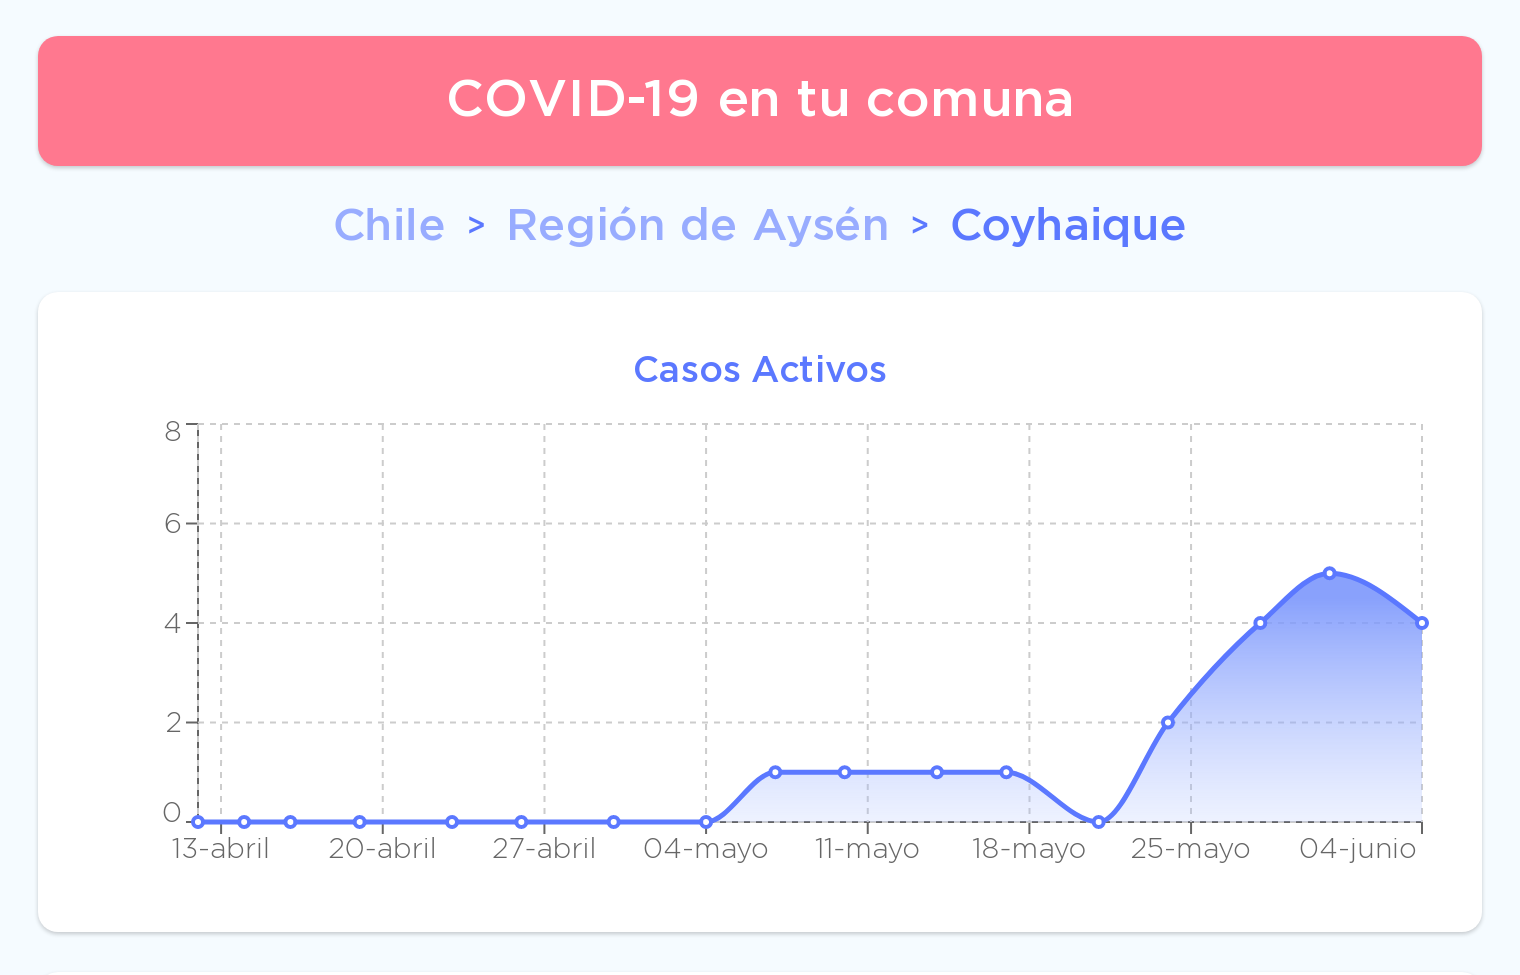 COVID-19 en tu comuna
Chile > Región de Aysén > Coyhaique
Casos Activos
8
6
4
2
0
13-abril 20-abril 27-abril 04-mayo 11-mayo 18-mayo 25-mayo 04-junio